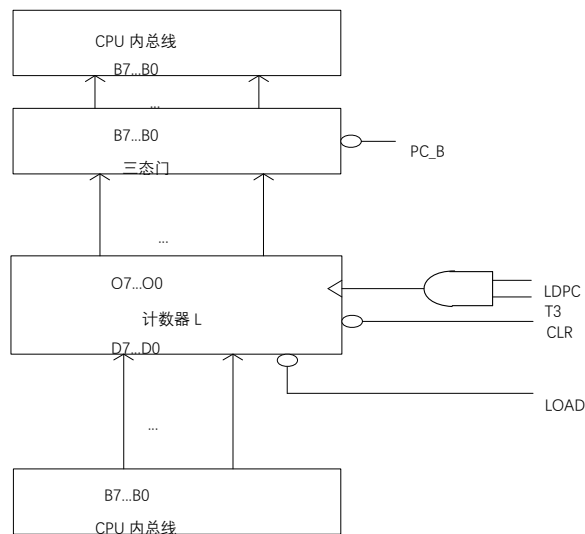 CPU 内总线
B7...B0
...
B7...B0
三态门
PC_B
...
O7...O0
计数器 L
D7...D0
LDPC
T3
CLR
LOAD
...
B7...B0
CPU 内总线